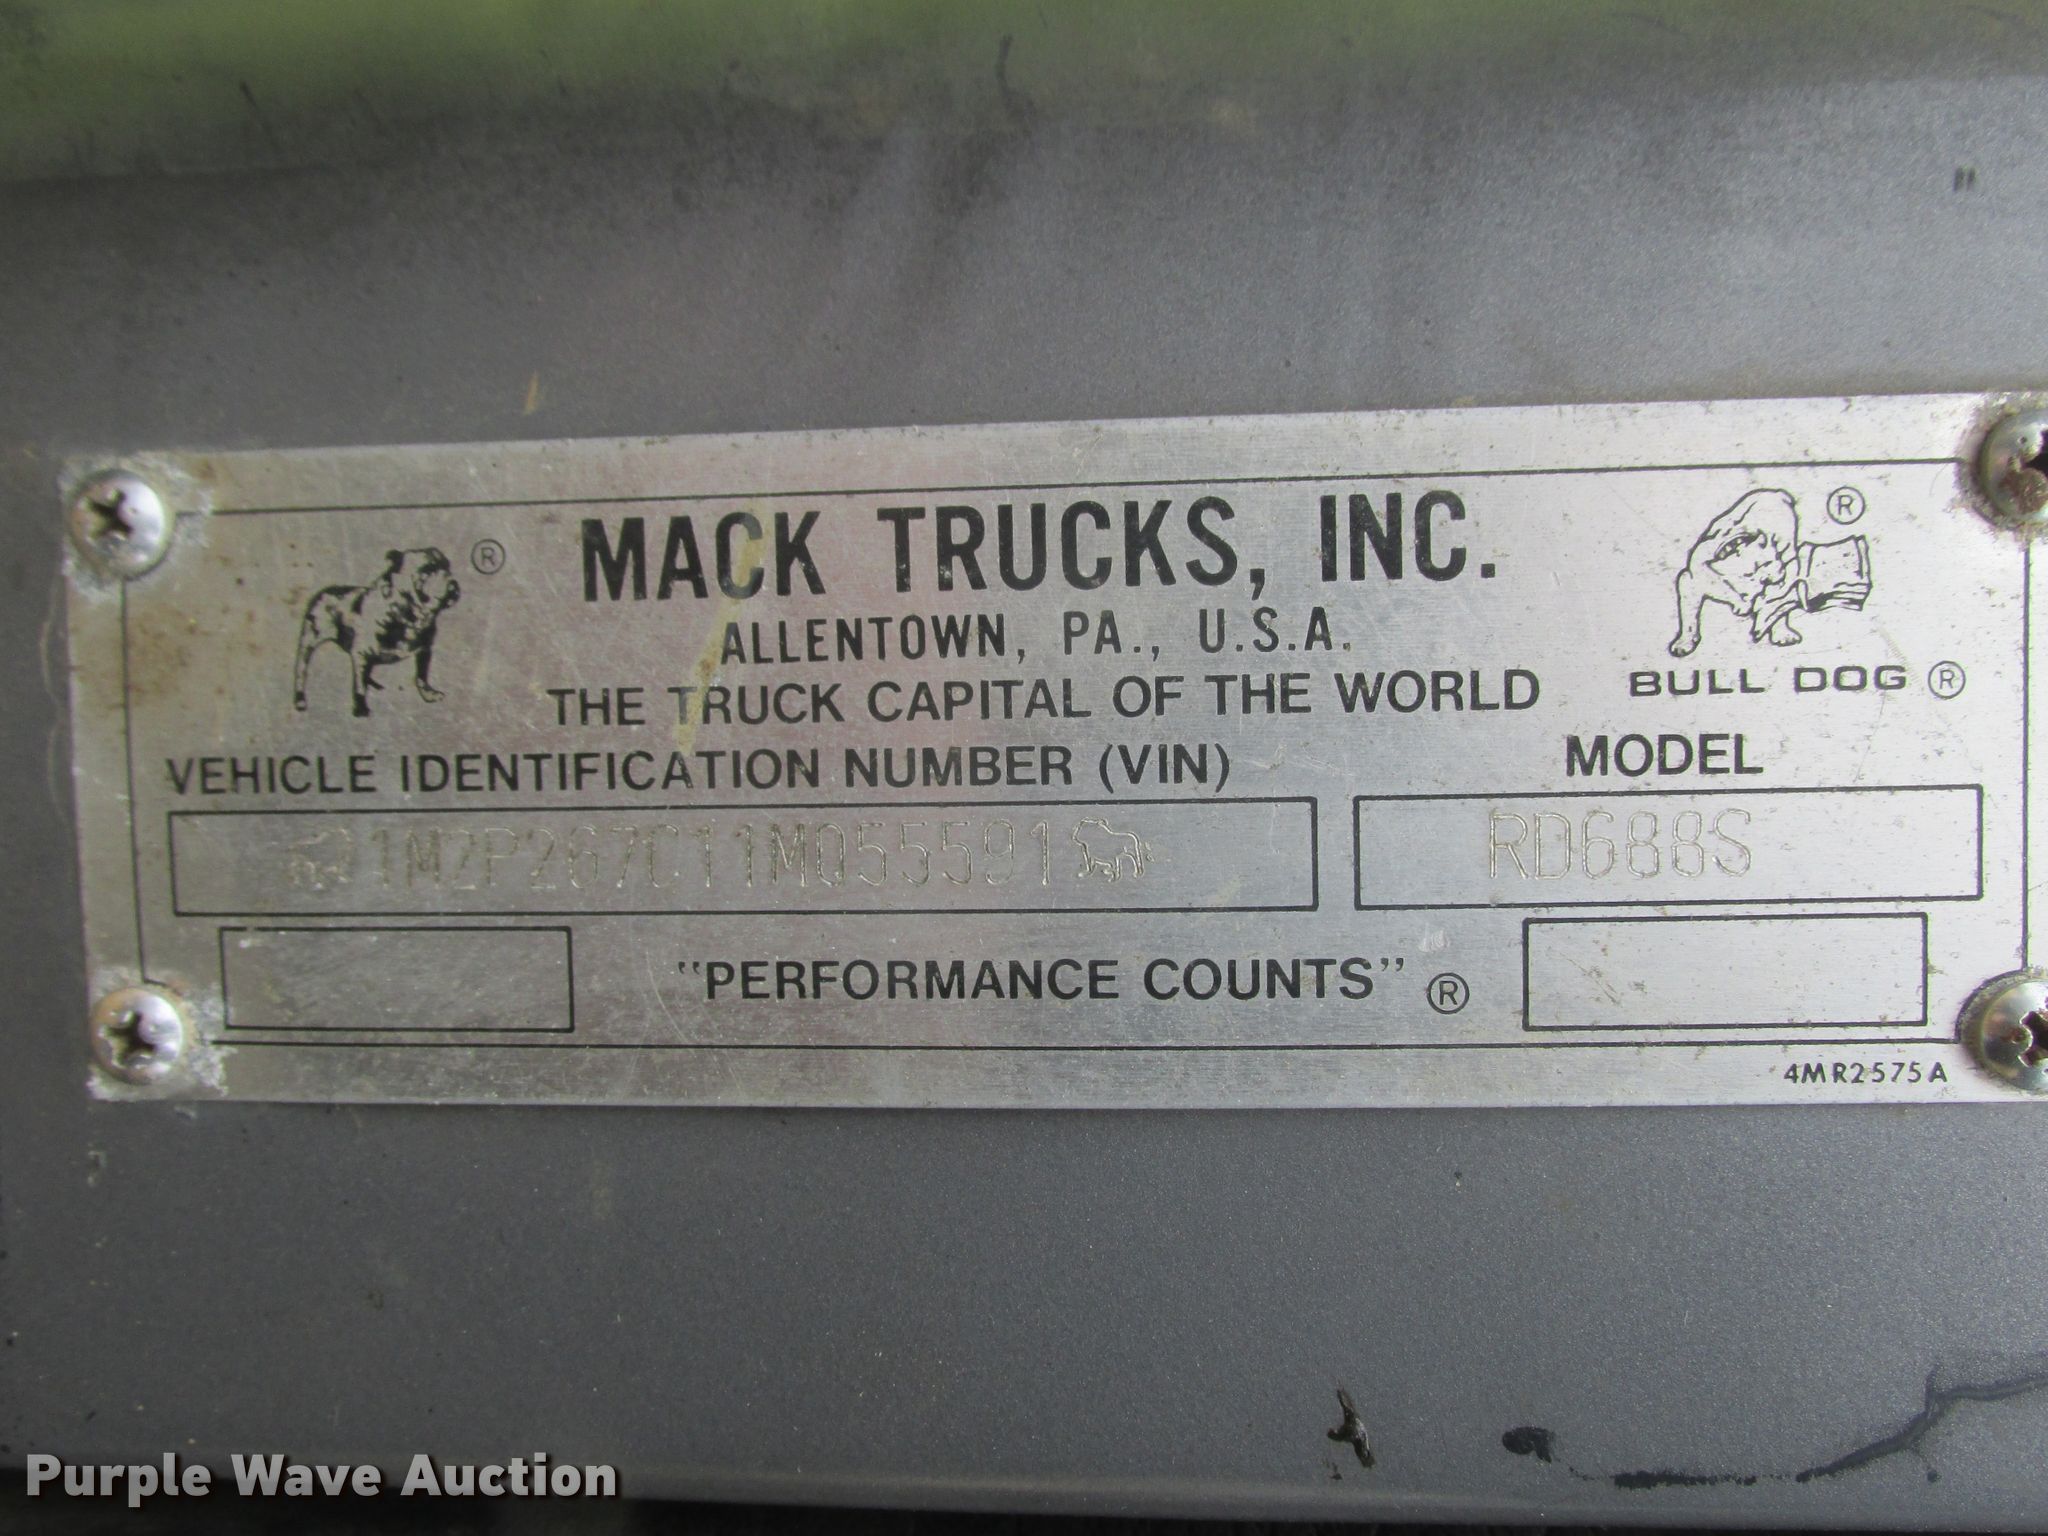 ® MACK TRUCKS, INC. ®
ALLENTOWN, PA., U.S.A.
THE TRUCK CAPITAL OF THE WORLD
BULL DOG ®
VEHICLE IDENTIFICATION NUMBER (VIN)
MODEL
1M2P267C11M055591
RD688S
"PERFORMANCE COUNTS" ®
4MR2575A
Purple Wave Auction